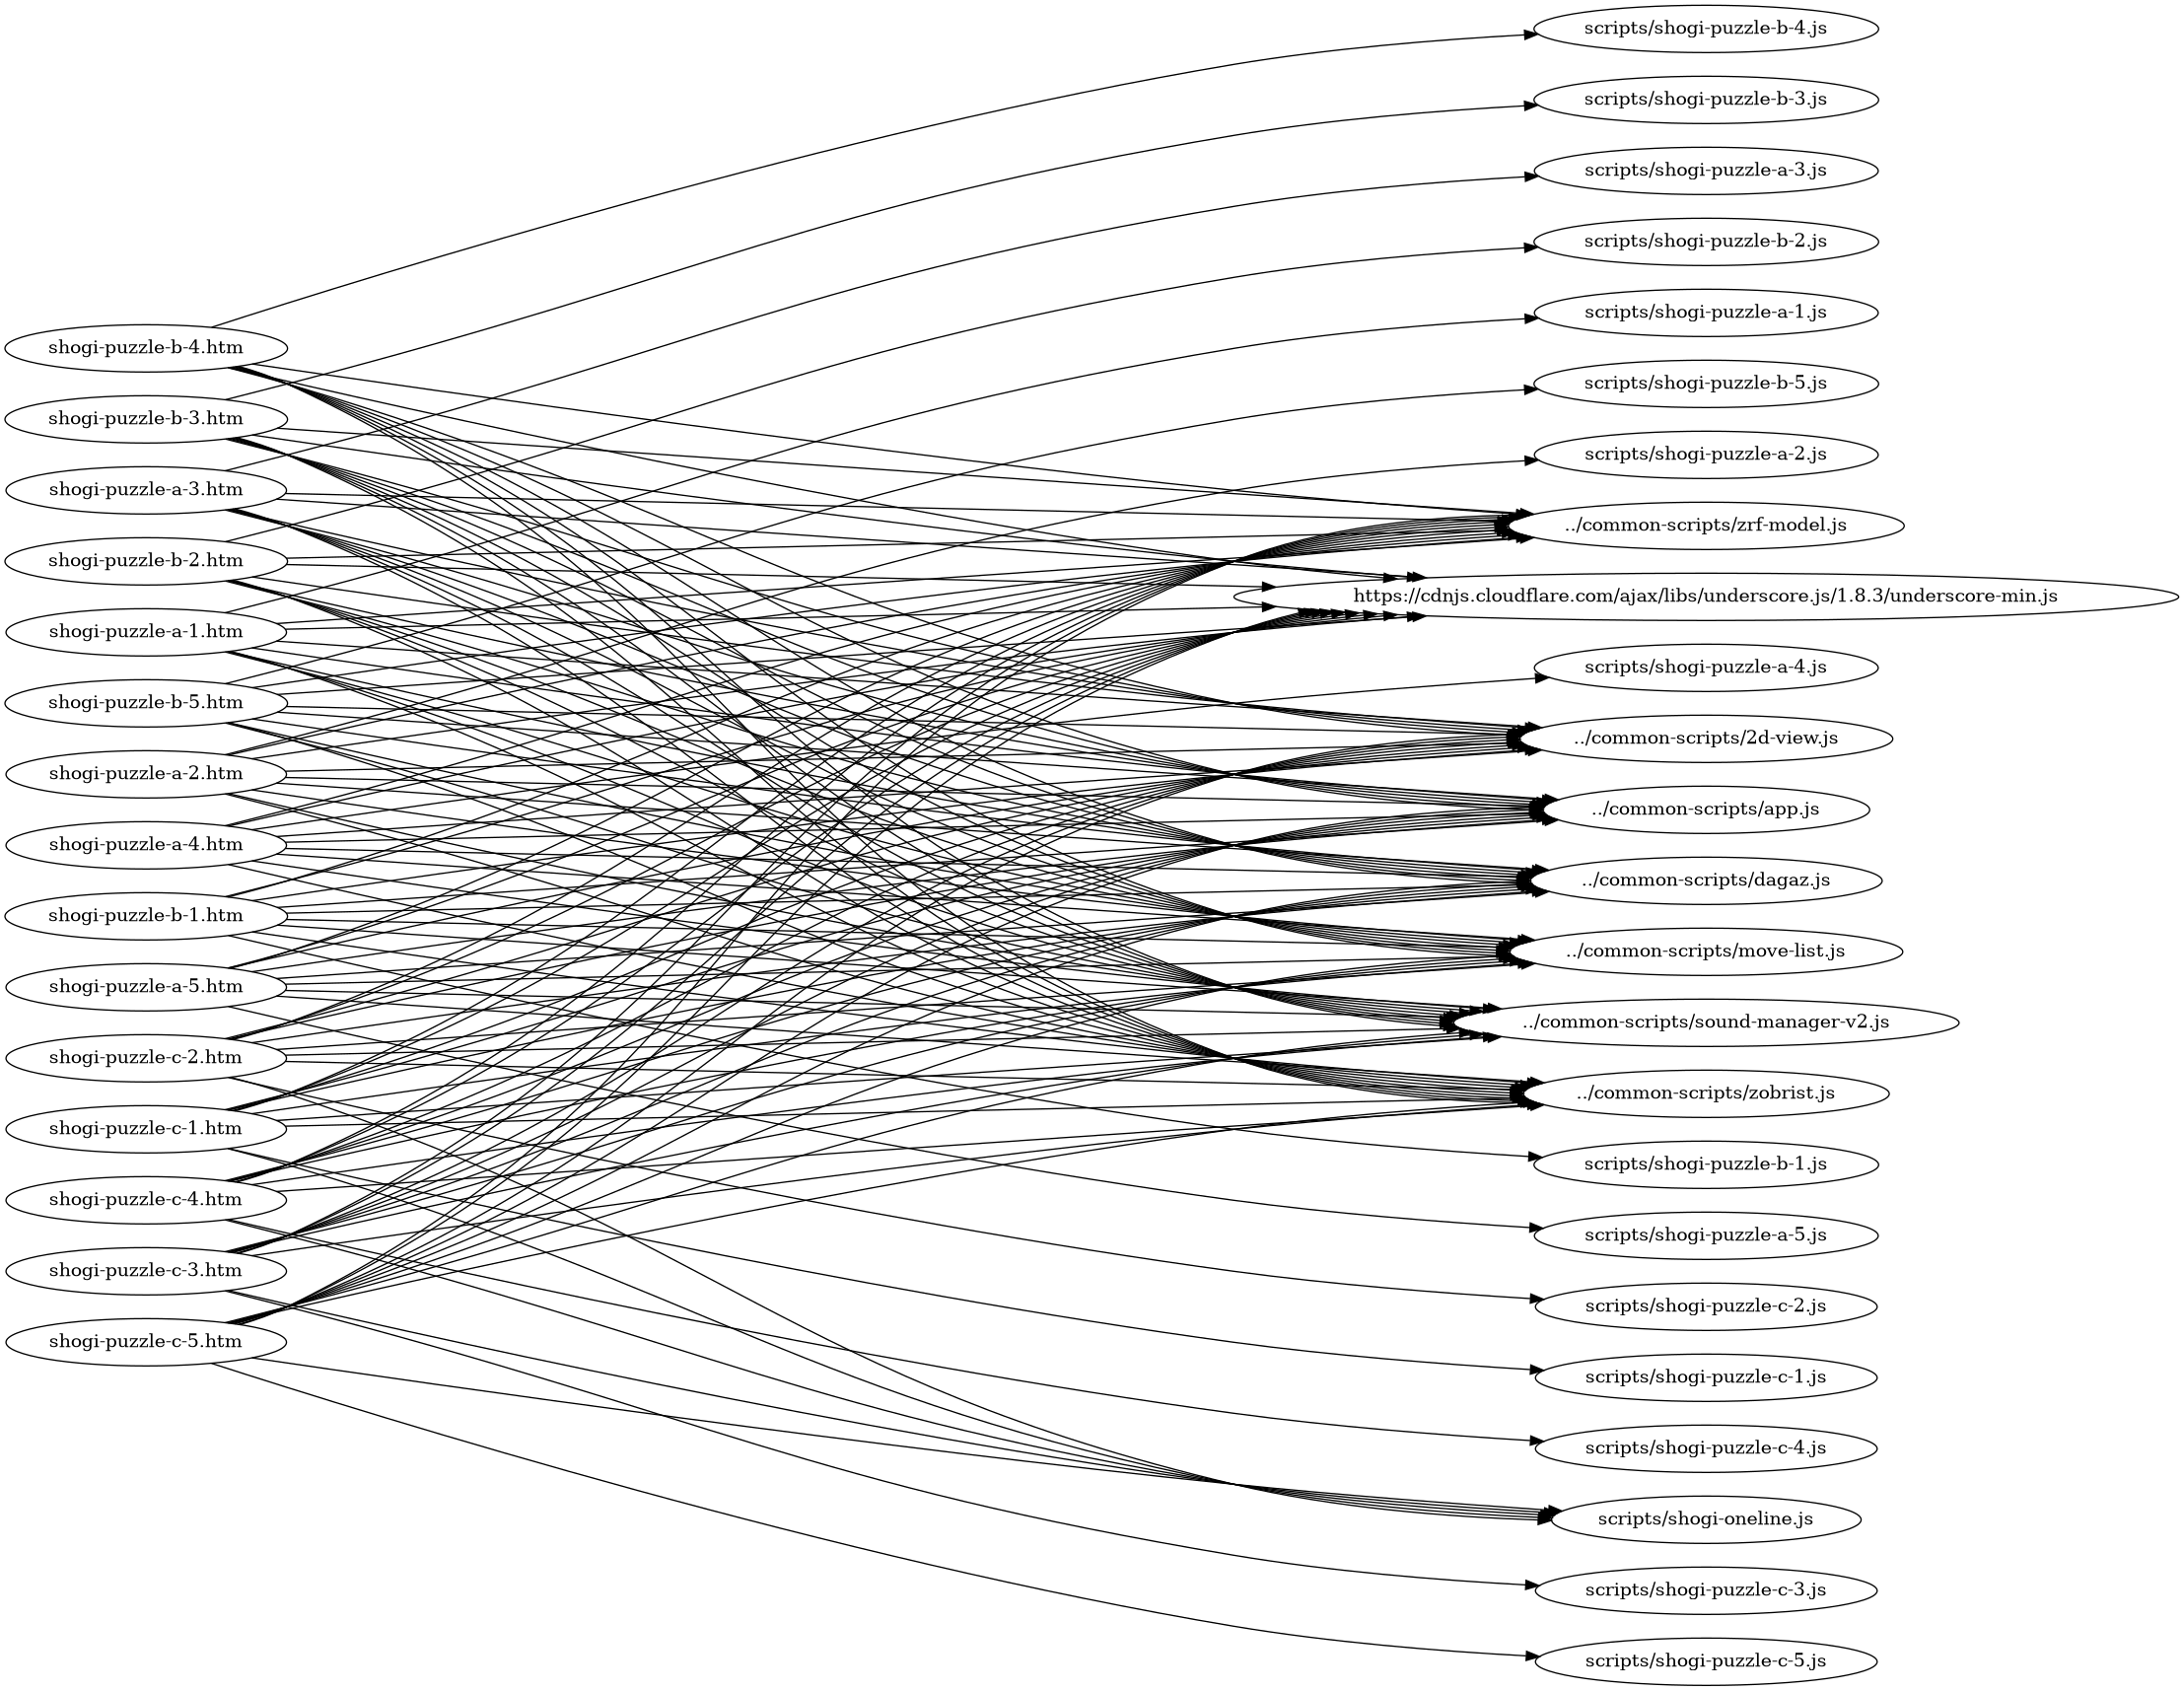 shogi-puzzle-b-4.htm
shogi-puzzle-b-3.htm
shogi-puzzle-a-3.htm
shogi-puzzle-b-2.htm
shogi-puzzle-a-1.htm
shogi-puzzle-b-5.htm
shogi-puzzle-a-2.htm
shogi-puzzle-a-4.htm
shogi-puzzle-b-1.htm
shogi-puzzle-a-5.htm
shogi-puzzle-c-2.htm
shogi-puzzle-c-1.htm
shogi-puzzle-c-4.htm
shogi-puzzle-c-3.htm
shogi-puzzle-c-5.htm
scripts/shogi-puzzle-b-4.js
scripts/shogi-puzzle-b-3.js
scripts/shogi-puzzle-a-3.js
scripts/shogi-puzzle-b-2.js
scripts/shogi-puzzle-a-1.js
scripts/shogi-puzzle-b-5.js
scripts/shogi-puzzle-a-2.js
../common-scripts/zrf-model.js
https://cdnjs.cloudflare.com/ajax/libs/underscore.js/1.8.3/underscore-min.js
scripts/shogi-puzzle-a-4.js
../common-scripts/2d-view.js
../common-scripts/app.js
../common-scripts/dagaz.js
../common-scripts/move-list.js
../common-scripts/sound-manager-v2.js
../common-scripts/zobrist.js
scripts/shogi-puzzle-b-1.js
scripts/shogi-puzzle-a-5.js
scripts/shogi-puzzle-c-2.js
scripts/shogi-puzzle-c-1.js
scripts/shogi-puzzle-c-4.js
scripts/shogi-oneline.js
scripts/shogi-puzzle-c-3.js
scripts/shogi-puzzle-c-5.js